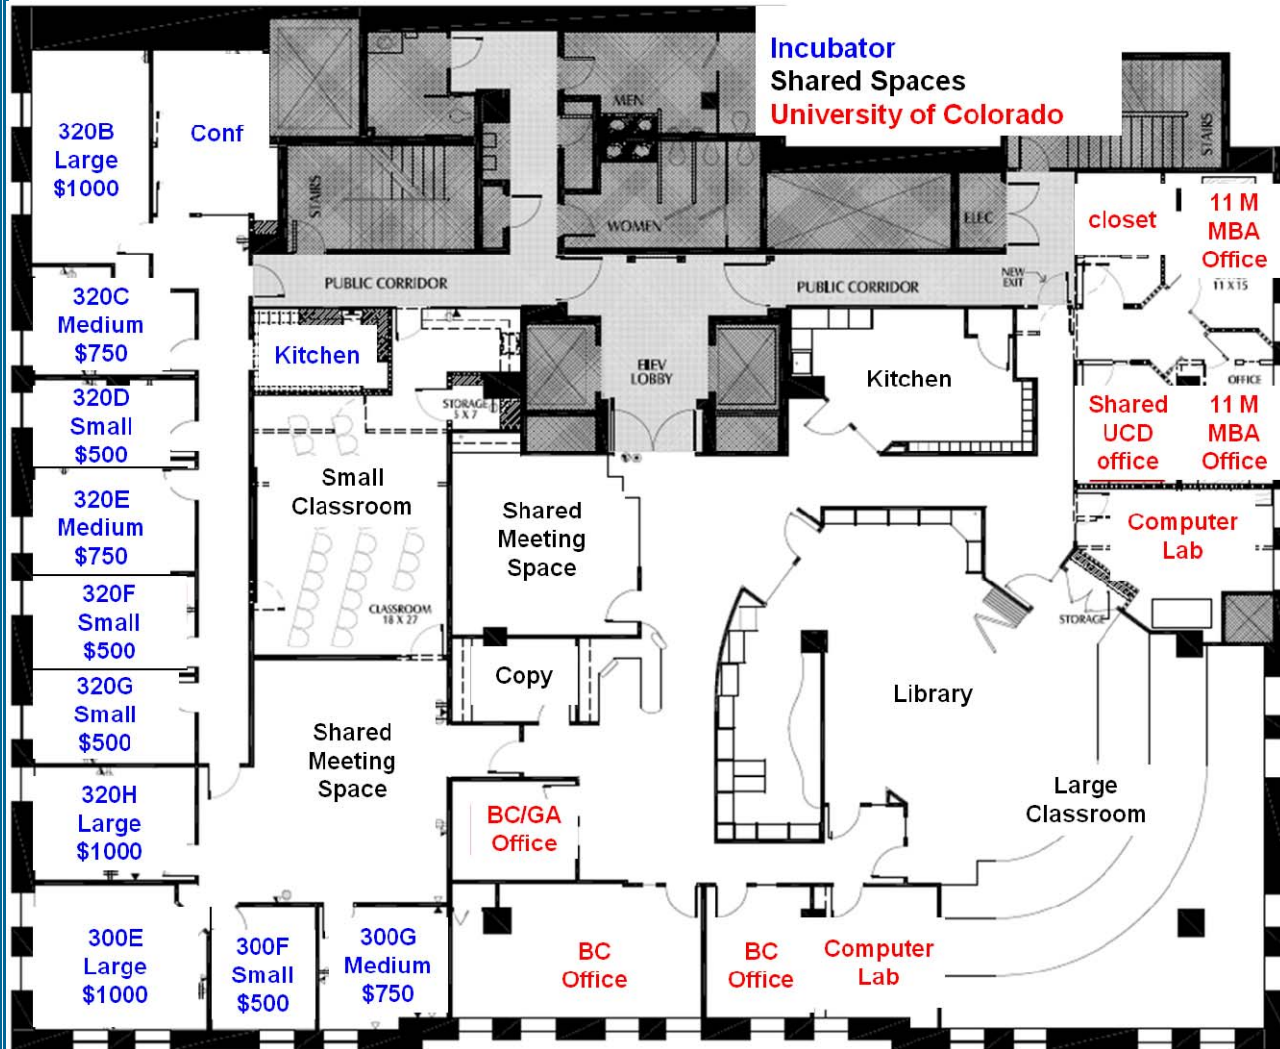 Incubator
Shared Spaces
University of Colorado
MEN
STAIRS
320B
Large
$1000
Conf
STAIRS
WOMEN
ELEC
closet
11 M
MBA
Office
11 X 15
PUBLIC CORRIDOR
PUBLIC CORRIDOR
NEW
EXIT
320C
Medium
$750
Kitchen
ELEV
LOBBY
Kitchen
OFFICE
320D
Small
$500
STORAGE
5 X 7
Shared
UCD
office
11 M
MBA
Office
Small
Classroom
320E
Medium
$750
Shared
Meeting
Space
Computer
Lab
320F
Small
$500
CLASSROOM
18 X 27
STORAGE
320G
Small
$500
Copy
Library
Shared
Meeting
Space
320H
Large
$1000
BC/GA
Office
Large
Classroom
300E
Large
$1000
300F
Small
$500
300G
Medium
$750
BC
Office
BC
Office
Computer
Lab